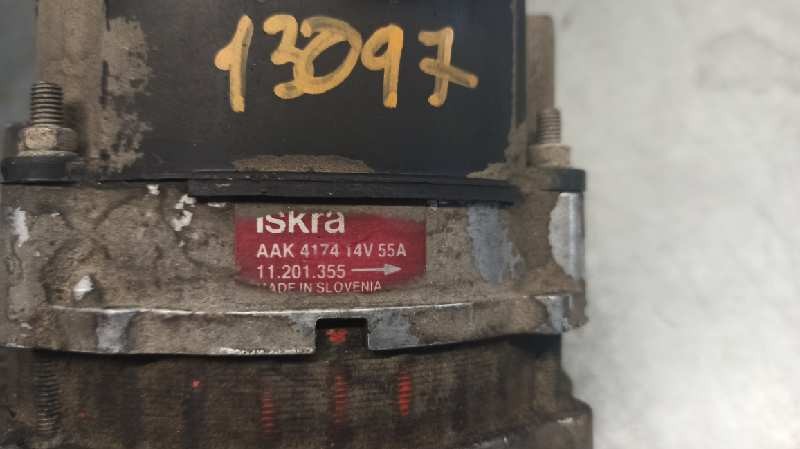 13097
iskra
AAK 4174 14V 55A
11.201.355
MADE IN SLOVENIA